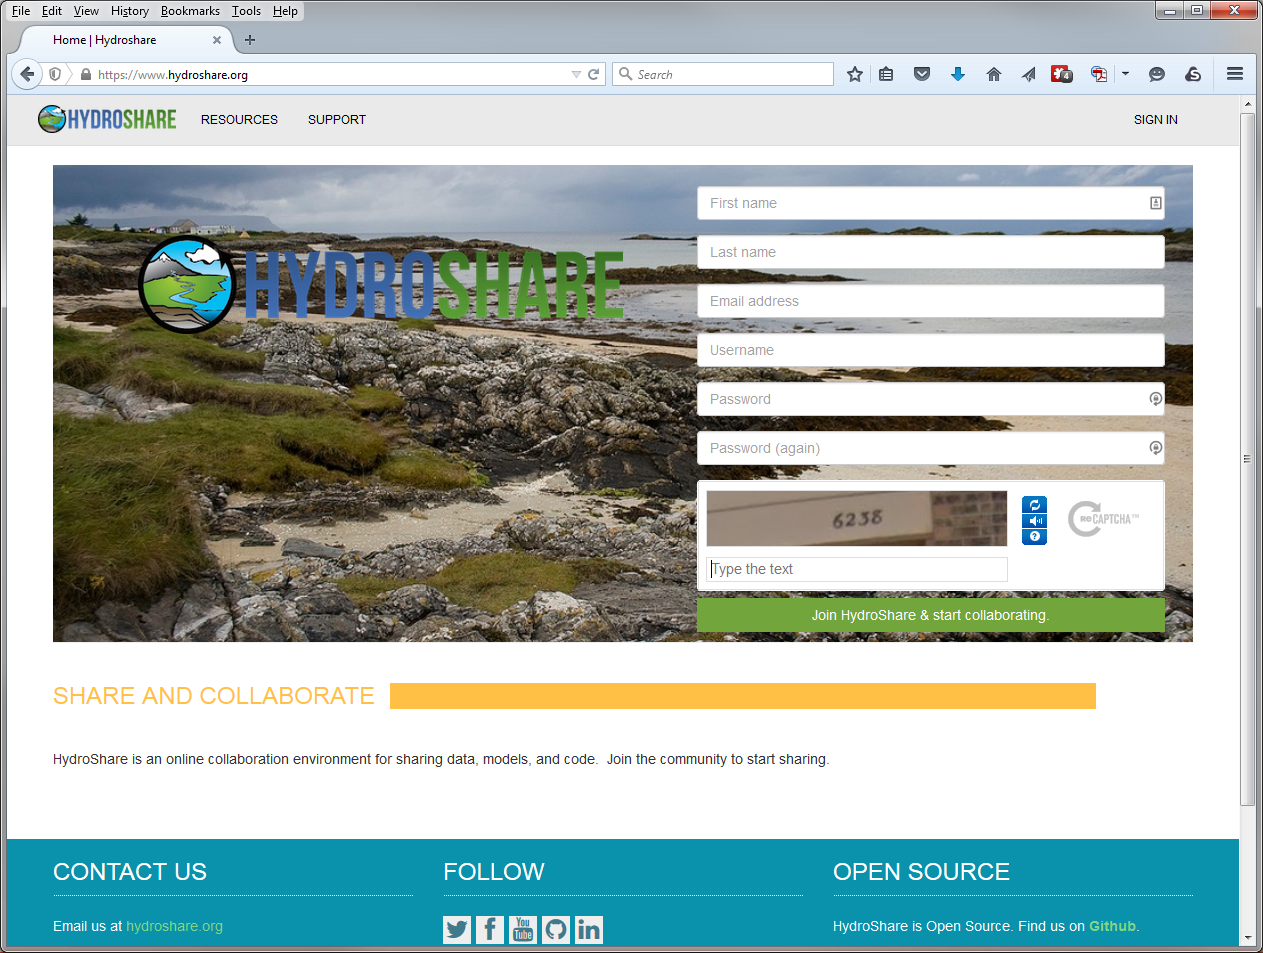 File Edit View History Bookmarks Tools Help
Home | Hydroshare
https://www.hydroshare.org
Search
4
HYDROSHARE RESOURCES SUPPORT SIGN IN
HYDROSHARE
First name
Last name
Email address
Username
Password
Password (again)
6238
reCAPTCHA™
Type the text
Join HydroShare & start collaborating.
SHARE AND COLLABORATE
HydroShare is an online collaboration environment for sharing data, models, and code. Join the community to start sharing.
CONTACT US FOLLOW OPEN SOURCE
Email us at hydroshare.org You Tube in HydroShare is Open Source. Find us on Github.